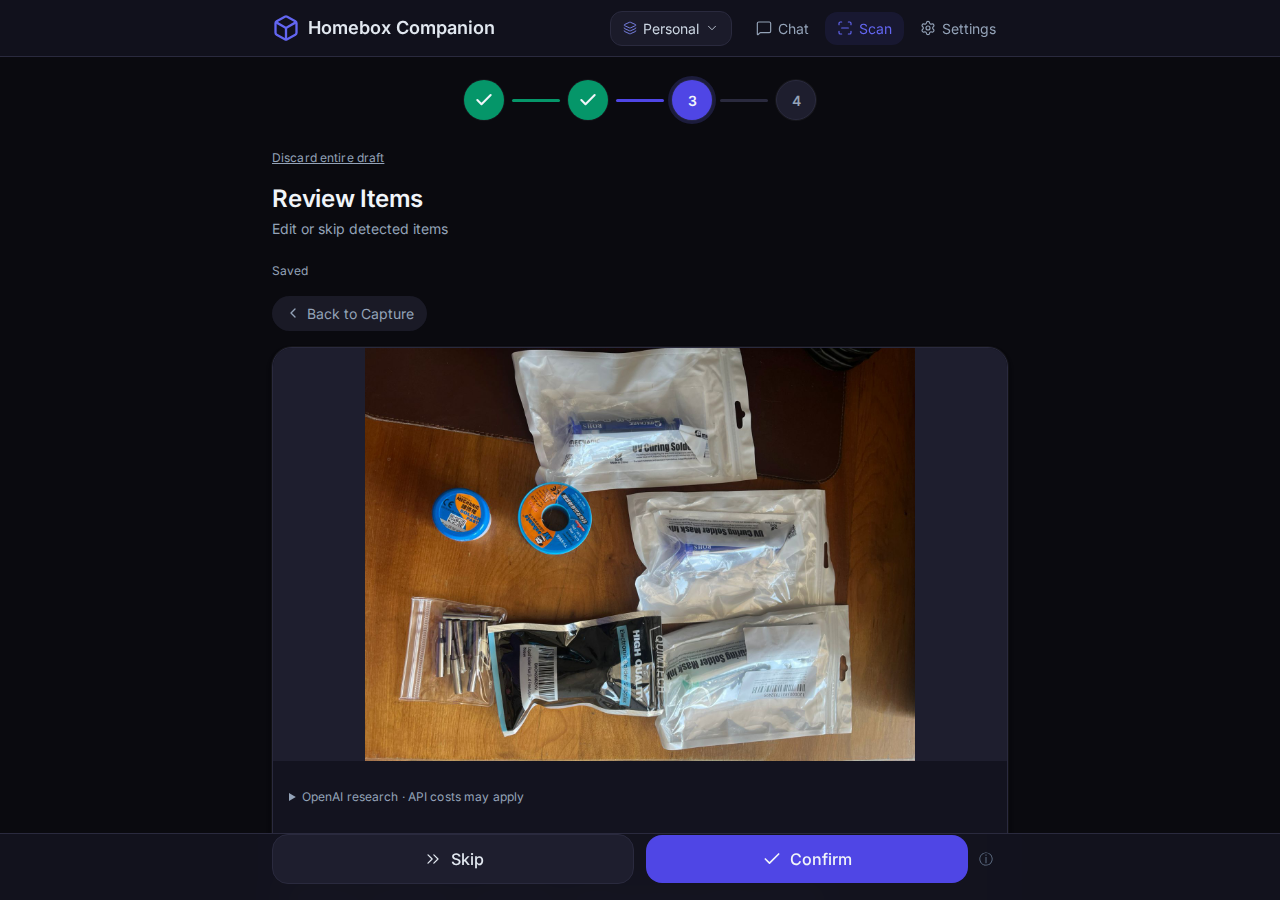 Homebox Companion
Personal
Chat
Scan
Settings
3
4
Discard entire draft
Review Items
Edit or skip detected items
Saved
Back to Capture
UV Curing Solde
UV Curing Solder Mask Ink
Curing Solder Mask Ink
HIGH QUALITY
OpenAI research · API costs may apply
Skip
Confirm